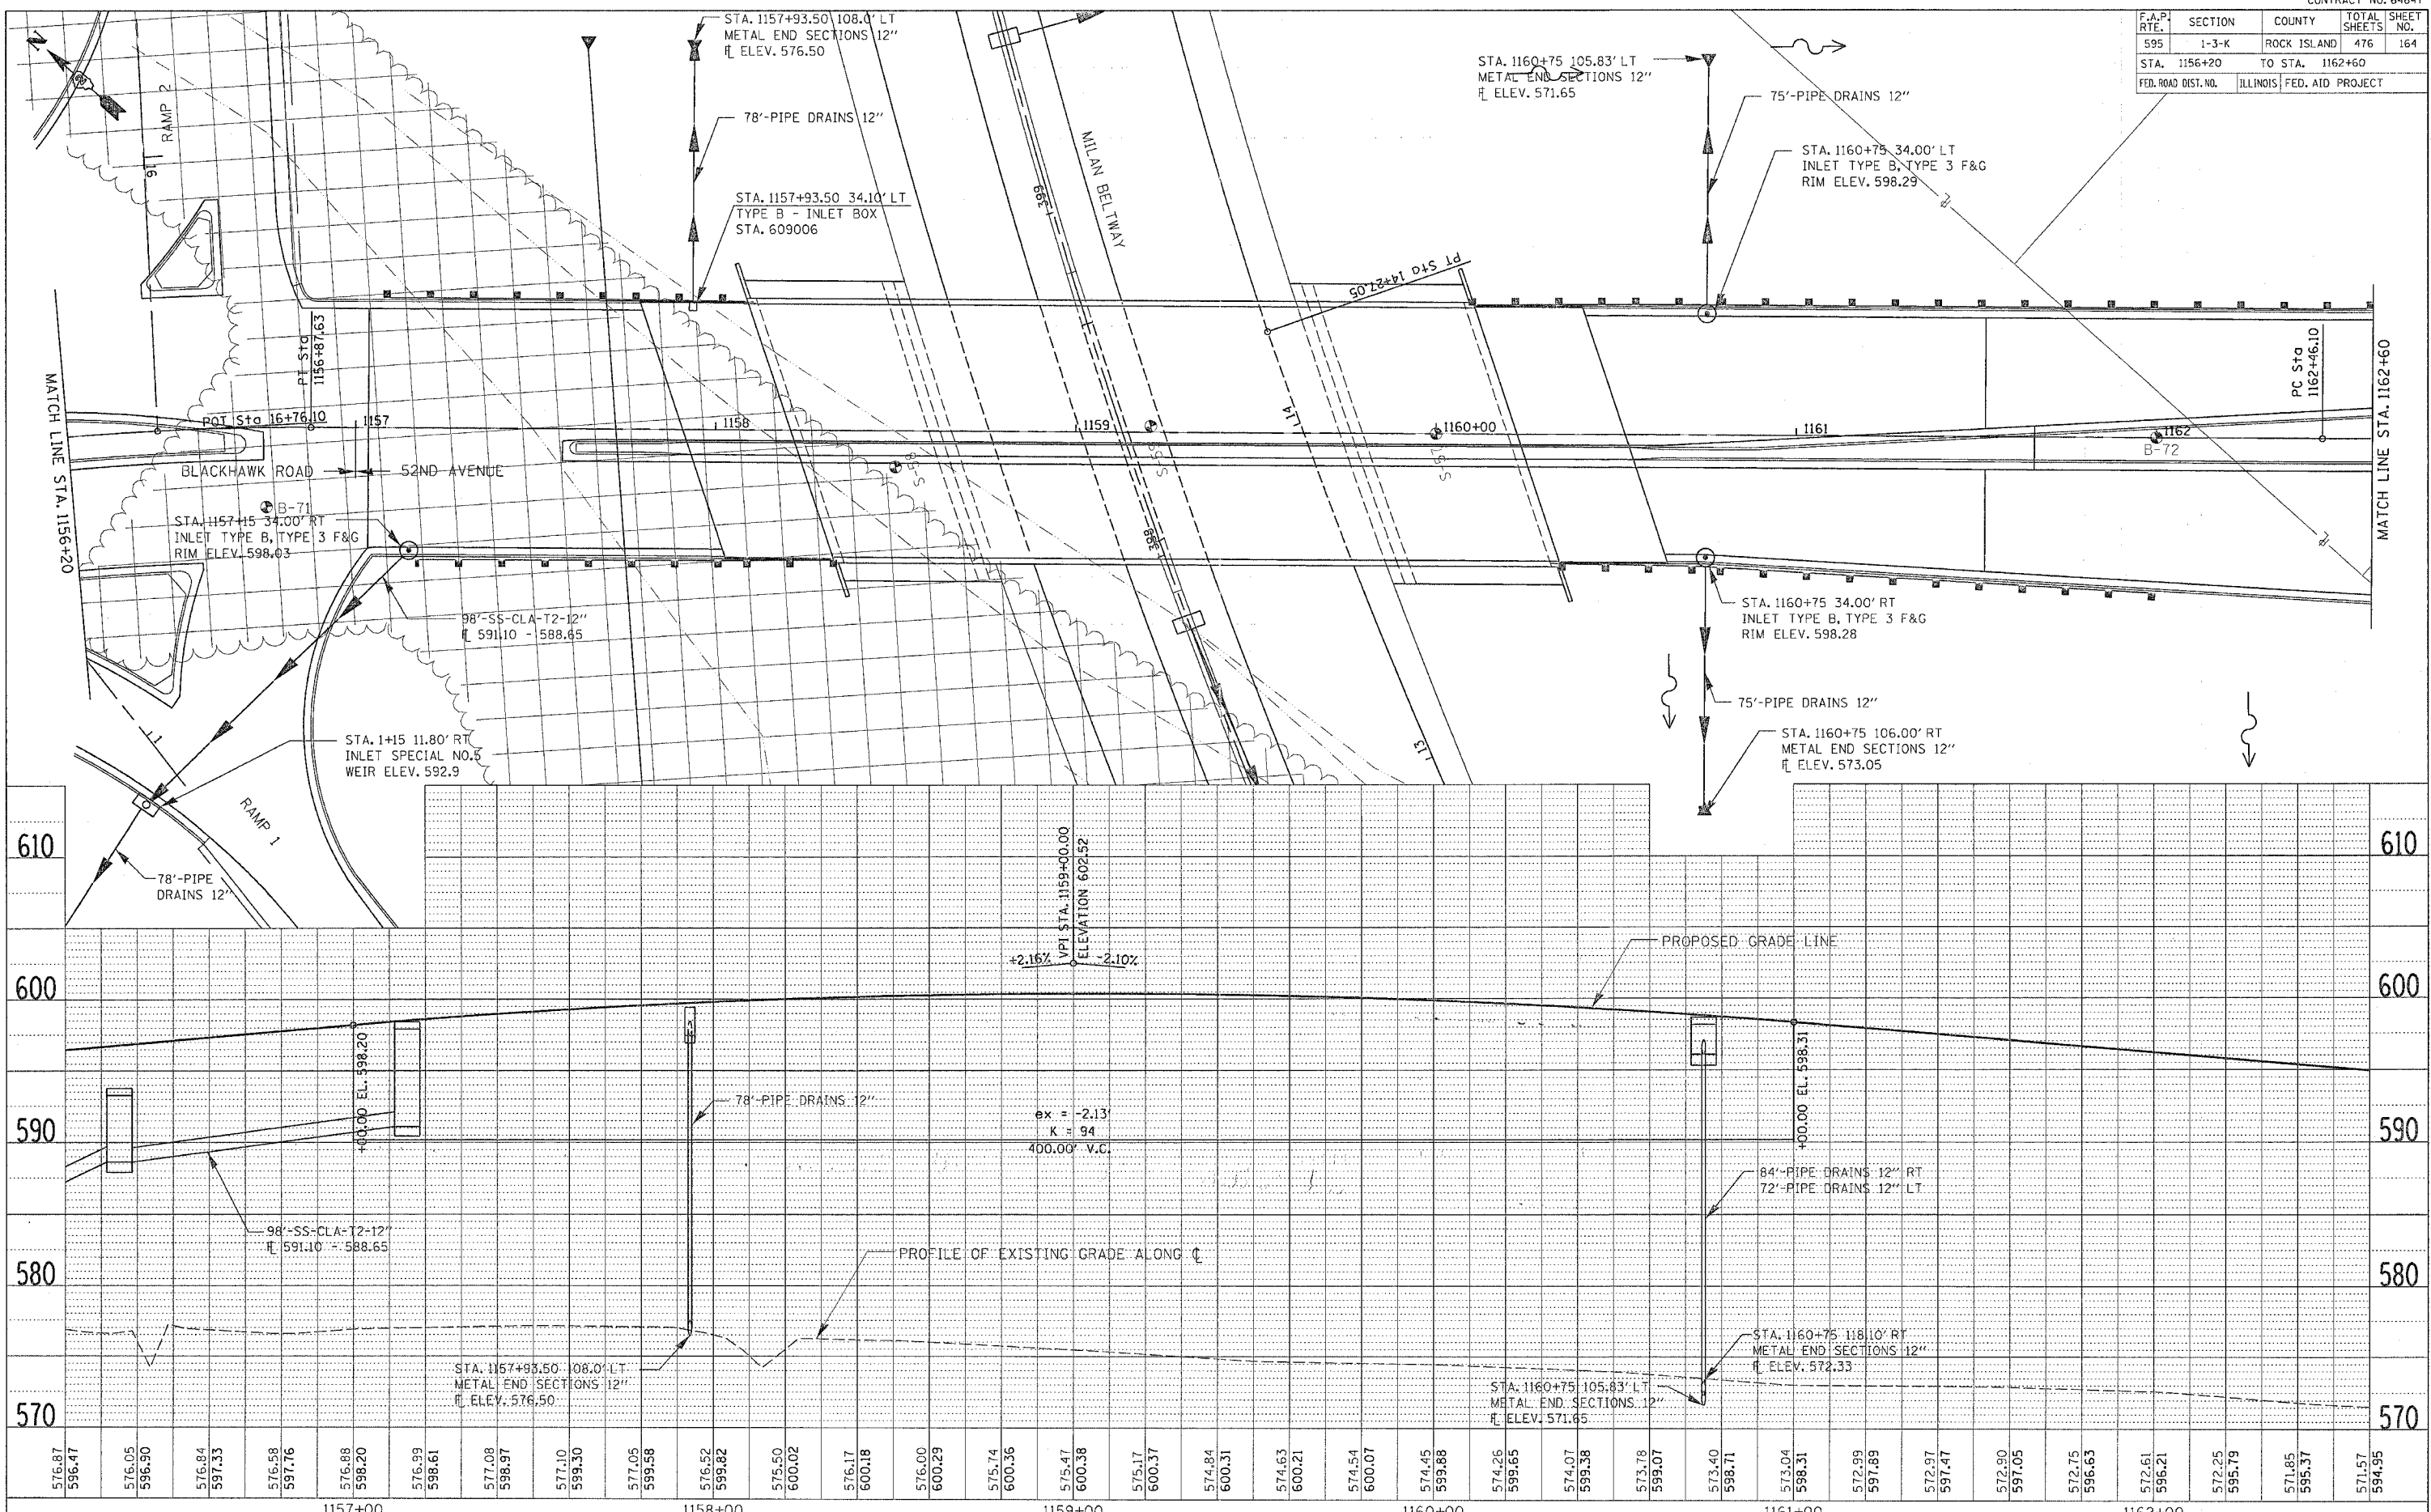 F.A.P. RTE. SECTION COUNTY TOTAL SHEETS SHEET NO.
595 1-3-K ROCK ISLAND 476 164
STA. 1156+20 TO STA. 1162+60
FED. ROAD DIST. NO. ILLINOIS FED. AID PROJECT
N
RAMP 2
16
STA. 1157+93.50 108.0' LT
METAL END SECTIONS 12"
FL ELEV. 576.50
78'-PIPE DRAINS 12"
STA. 1157+93.50 34.10' LT
TYPE B - INLET BOX
STA. 609006
MILAN BELTWAY
399
398
STA. 1160+75 105.83' LT
METAL END SECTIONS 12"
FL ELEV. 571.65
75'-PIPE DRAINS 12"
STA. 1160+75 34.00' LT
INLET TYPE B, TYPE 3 F&G
RIM ELEV. 598.29
PT Sta 14+27.05
L14
L13
MATCH LINE STA. 1156+20
PT Sta
1156+87.63
POT Sta 16+76.10
1157
1158
1159
1160+00
1161
1162
PC Sta
1162+46.10
MATCH LINE STA. 1162+60
BLACKHAWK ROAD
52ND AVENUE
B-71
B-72
STA. 1157+15 34.00' RT
INLET TYPE B, TYPE 3 F&G
RIM ELEV. 598.03
98'-SS-CLA-T2-12"
FL 591.10 - 588.65
STA. 1+15 11.80' RT
INLET SPECIAL NO.5
WEIR ELEV. 592.9
RAMP 1
78'-PIPE
DRAINS 12"
STA. 1160+75 34.00' RT
INLET TYPE B, TYPE 3 F&G
RIM ELEV. 598.28
75'-PIPE DRAINS 12"
STA. 1160+75 106.00' RT
METAL END SECTIONS 12"
FL ELEV. 573.05
610
610
VPI STA. 1159+00.00
ELEVATION 602.52
+2.16%
-2.10%
PROPOSED GRADE LINE
600
600
+00.00 EL. 598.20
+00.00 EL. 598.31
78'-PIPE DRAINS 12"
ex = -2.13'
K = 94
400.00' V.C.
590
590
84'-PIPE DRAINS 12" RT
72'-PIPE DRAINS 12" LT
98'-SS-CLA-T2-12"
FL 591.10 - 588.65
PROFILE OF EXISTING GRADE ALONG CL
580
580
STA. 1157+93.50 108.0' LT
METAL END SECTIONS 12"
FL ELEV. 576.50
STA. 1160+75 118.10' RT
METAL END SECTIONS 12"
FL ELEV. 572.33
STA. 1160+75 105.83' LT
METAL END SECTIONS 12"
FL ELEV. 571.65
570
570
576.87 596.47
576.05 596.90
576.84 597.33
576.58 597.76
576.88 598.20
576.99 598.61
577.08 598.97
577.10 599.30
577.05 599.58
576.52 599.82
575.50 600.02
576.17 600.18
576.00 600.29
575.74 600.36
575.47 600.38
575.17 600.37
574.84 600.31
574.63 600.21
574.54 600.07
574.45 599.88
574.26 599.65
574.07 599.38
573.78 599.07
573.40 598.71
573.04 598.31
572.99 597.89
572.97 597.47
572.90 597.05
572.75 596.63
572.61 596.21
572.25 595.79
571.85 595.37
571.57 594.95
1157+00 1158+00 1159+00 1160+00 1161+00 1162+00